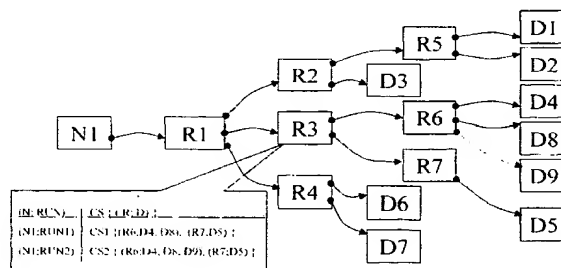 D1
R5
D2
R2
D3
D4
N1
R1
R3
R6
D8
D9
R7
R4
D6
D5
D7
(N:RUN) CS { (R:D) }
(N1:RUN1) CS1 { (R6:D4, D8), (R7:D5) }
(N1:RUN2) CS2 { (R6:D4, D8, D9), (R7:D5) }